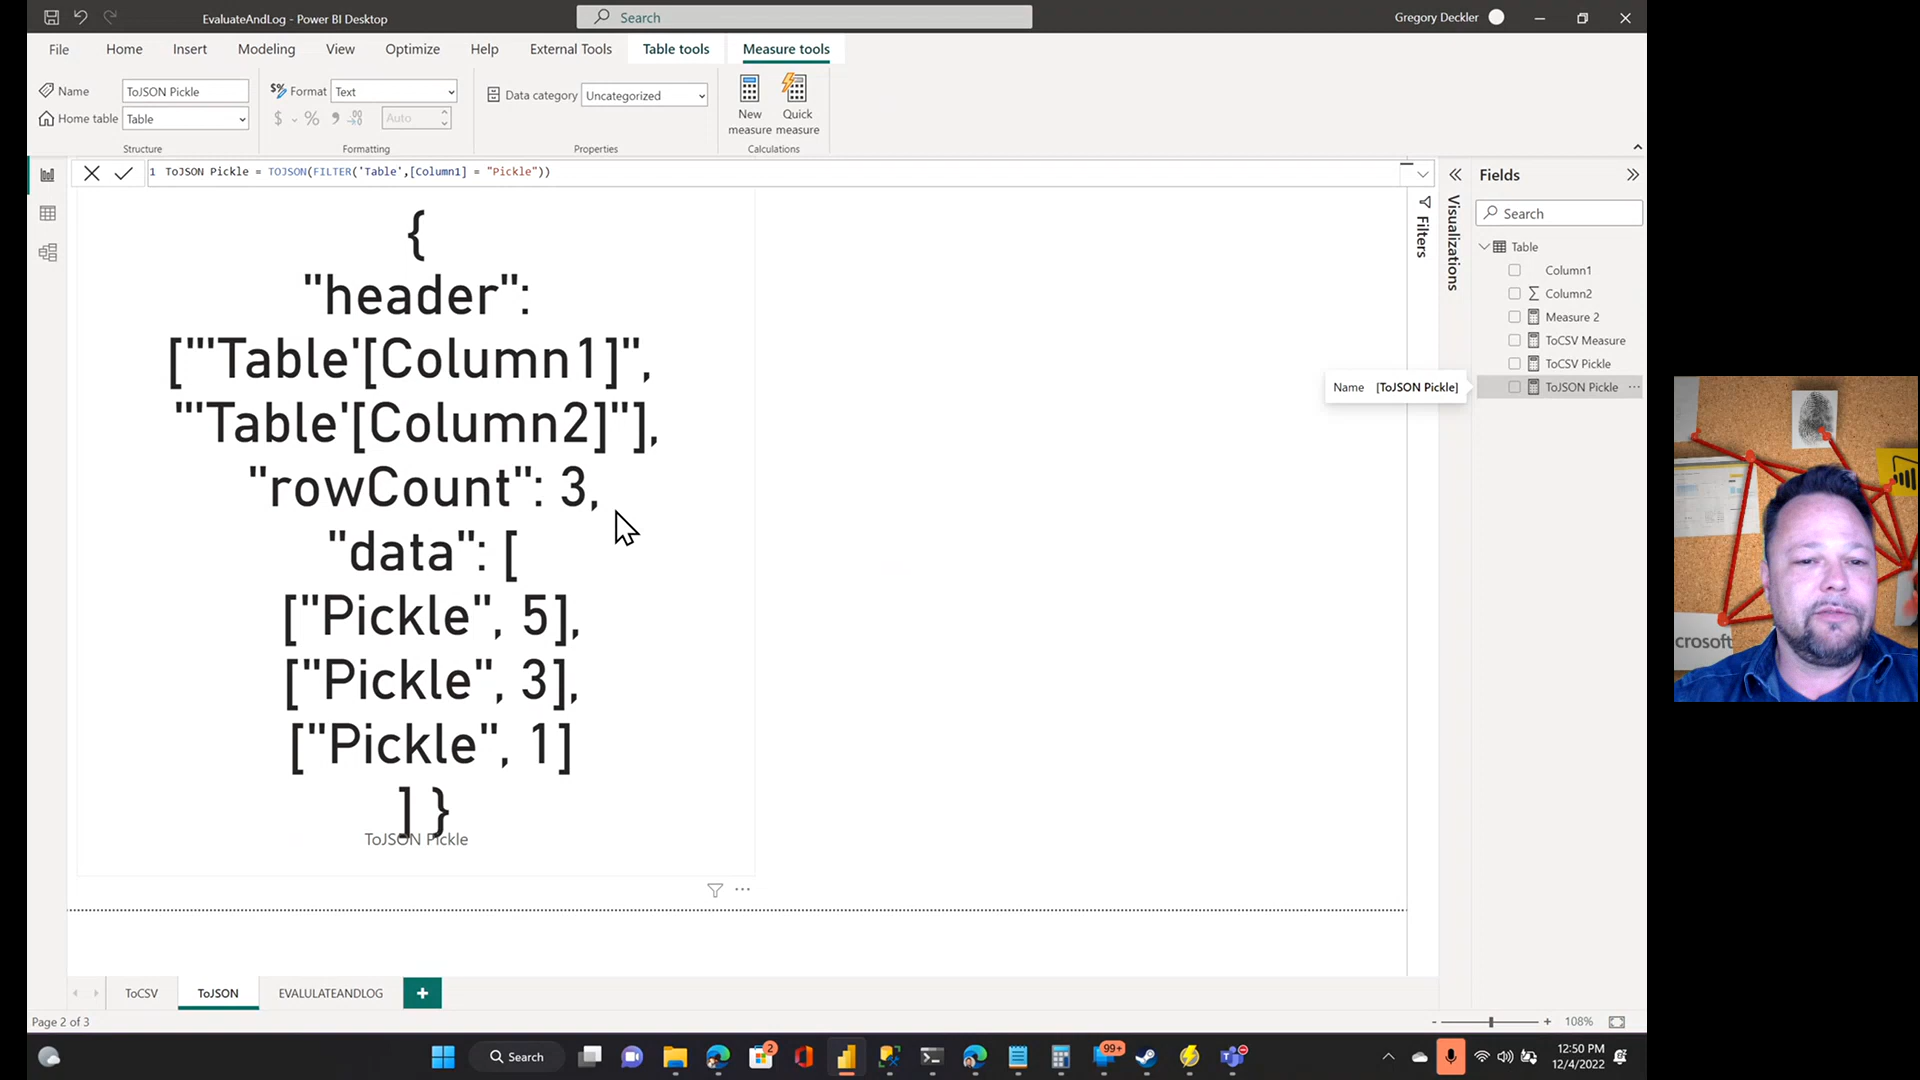 EvaluateAndLog - Power BI Desktop
Search
Gregory Deckler
File
Home
Insert
Modeling
View
Optimize
Help
External Tools
Table tools
Measure tools
Name
ToJSON Pickle
Home table
Table
Structure
Format
Text
$
%
Auto
Formatting
Data category
Uncategorized
Properties
New
measure
Quick
measure
Calculations
1 ToJSON Pickle = TOJSON(FILTER('Table',[Column1] = "Pickle"))
{
"header":
["'Table'[Column1]",
"'Table'[Column2]"],
"rowCount": 3,
"data": [
["Pickle", 5],
["Pickle", 3],
["Pickle", 1]
] }
ToJSON Pickle
Filters
Visualizations
Fields
Search
Table
Column1
Column2
Measure 2
ToCSV Measure
ToCSV Pickle
ToJSON Pickle
Name [ToJSON Pickle]
crosoft
ToCSV
ToJSON
EVALULATEANDLOG
Page 2 of 3
108%
Search
2
99+
12:50 PM
12/4/2022